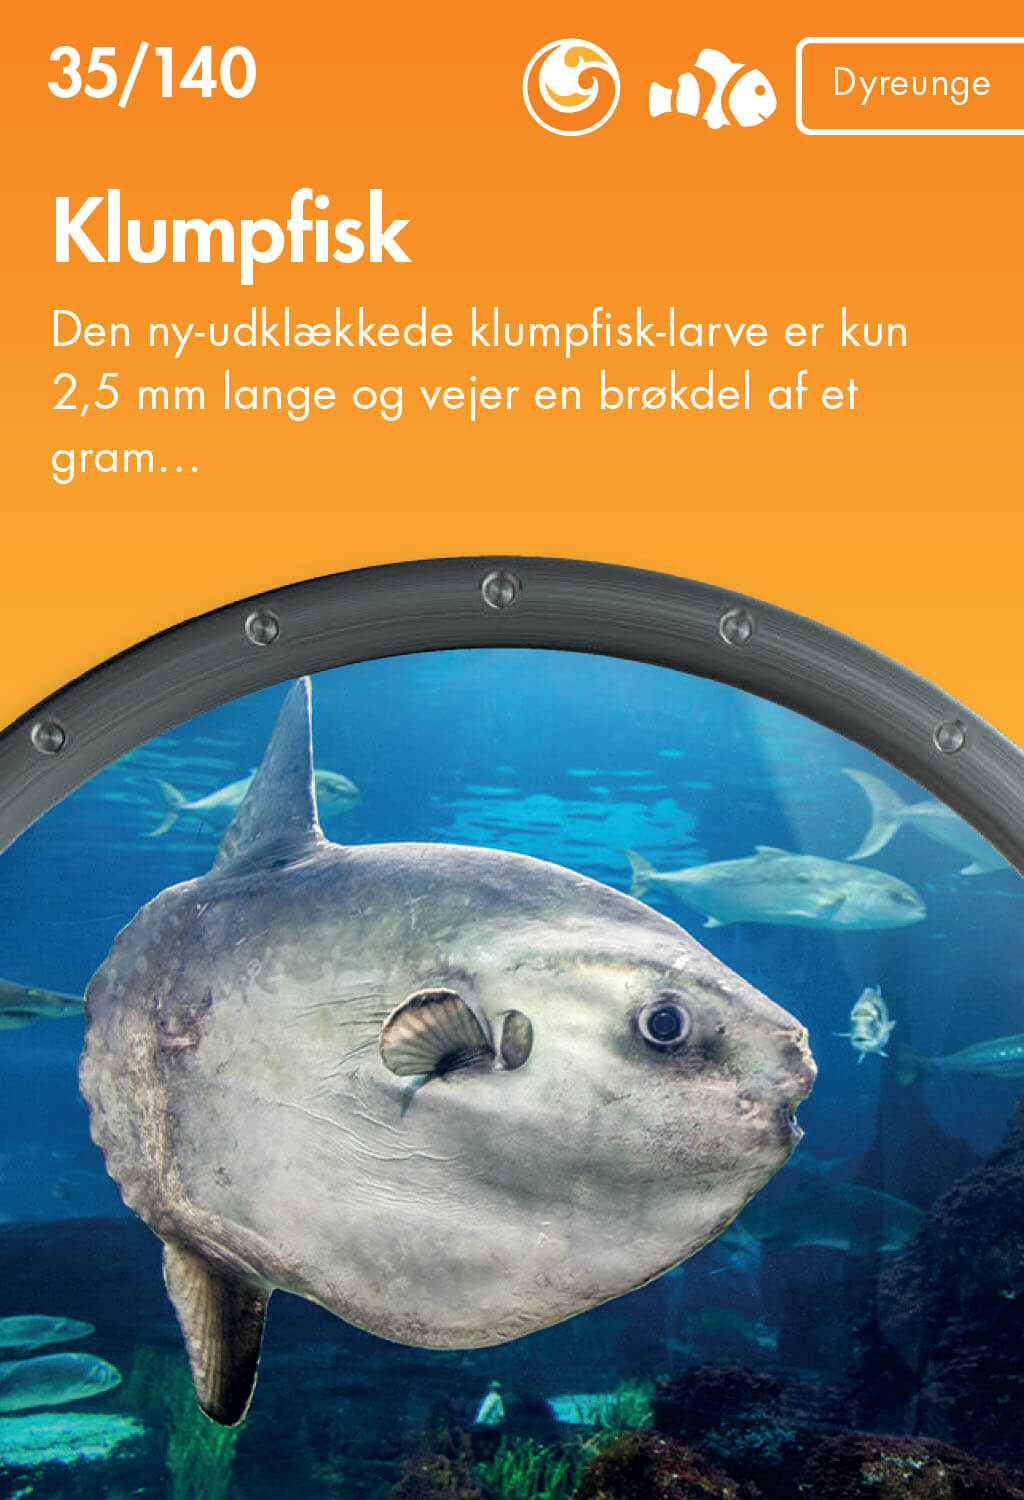 35/140
Dyreunge
Klumpfisk
Den ny-udklækkede klumpfisk-larve er kun
2,5 mm lange og vejer en brøkdel af et
gram...